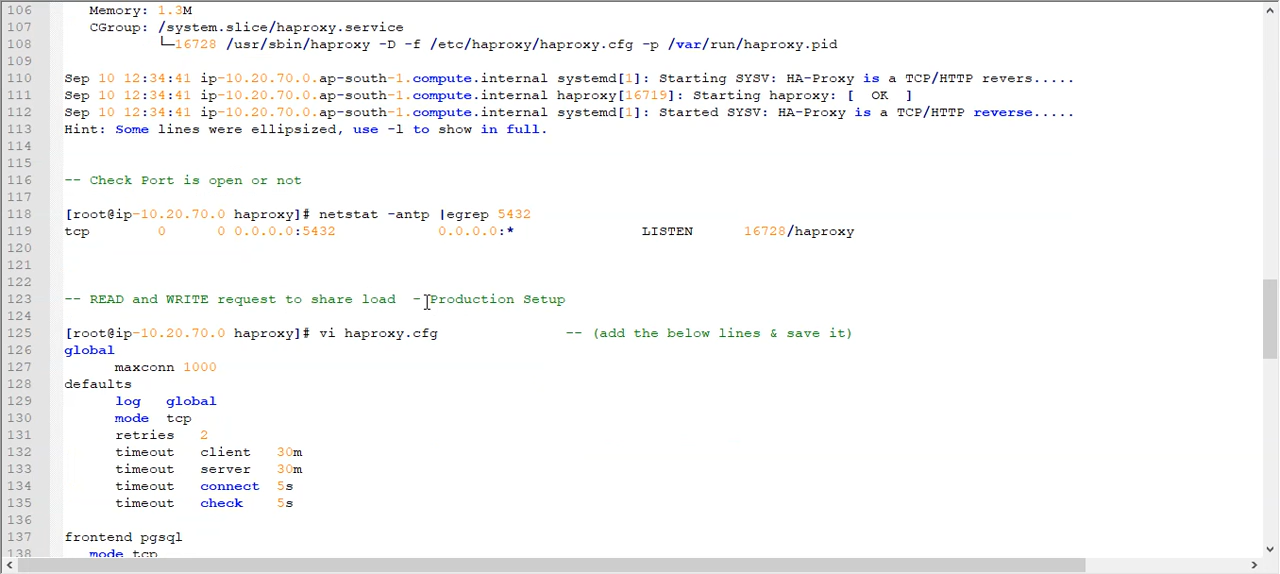 106 Memory: 1.3M
107 CGroup: /system.slice/haproxy.service
108 └─16728 /usr/sbin/haproxy -D -f /etc/haproxy/haproxy.cfg -p /var/run/haproxy.pid
109
110 Sep 10 12:34:41 ip-10.20.70.0.ap-south-1.compute.internal systemd[1]: Starting SYSV: HA-Proxy is a TCP/HTTP revers.....
111 Sep 10 12:34:41 ip-10.20.70.0.ap-south-1.compute.internal haproxy[16719]: Starting haproxy: [  OK  ]
112 Sep 10 12:34:41 ip-10.20.70.0.ap-south-1.compute.internal systemd[1]: Started SYSV: HA-Proxy is a TCP/HTTP reverse.....
113 Hint: Some lines were ellipsized, use -l to show in full.
114
115
116 -- Check Port is open or not
117
118 [root@ip-10.20.70.0 haproxy]# netstat -antp |egrep 5432
119 tcp 0 0 0.0.0.0:5432 0.0.0.0:* LISTEN 16728/haproxy
120
121
122
123 -- READ and WRITE request to share load - Production Setup
124
125 [root@ip-10.20.70.0 haproxy]# vi haproxy.cfg -- (add the below lines & save it)
126 global
127 maxconn 1000
128 defaults
129 log global
130 mode tcp
131 retries 2
132 timeout client 30m
133 timeout server 30m
134 timeout connect 5s
135 timeout check 5s
136
137 frontend pgsql
138 mode tcp